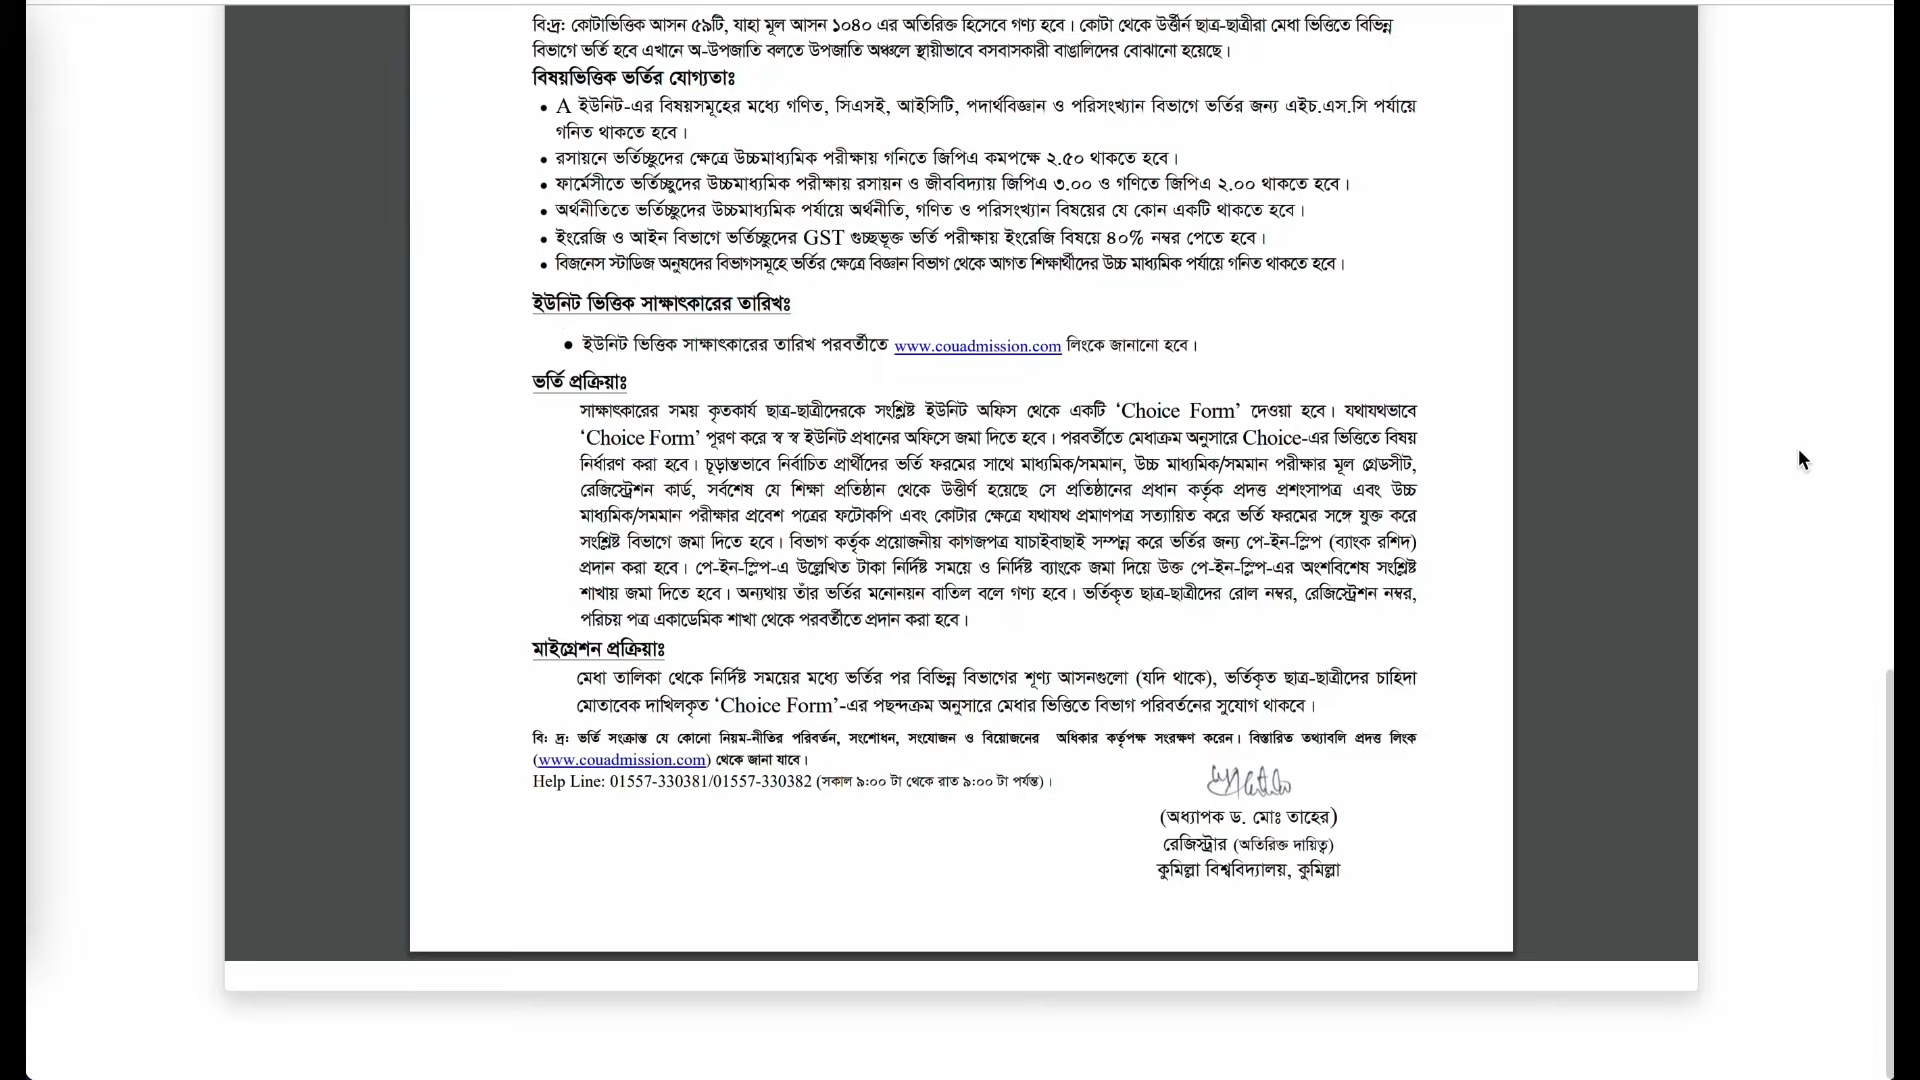 বি:দ্র: কোটাভিত্তিক আসন ৫৯টি, যাহা মূল আসন ১০৪০ এর অতিরিক্ত হিসেবে গণ্য হবে। কোটা থেকে উর্ত্তীর্ন ছাত্র-ছাত্রীরা মেধা ভিত্তিতে বিভিন্ন
বিভাগে ভর্তি হবে এখানে অ-উপজাতি বলতে উপজাতি অঞ্চলে স্থায়ীভাবে বসবাসকারী বাঙালিদের বোঝানো হয়েছে।
বিষয়ভিত্তিক ভর্তির যোগ্যতাঃ
• A ইউনিট-এর বিষয়সমূহের মধ্যে গণিত, সিএসই, আইসিটি, পদার্থবিজ্ঞান ও পরিসংখ্যান বিভাগে ভর্তির জন্য এইচ.এস.সি পর্যায়ে
গনিত থাকতে হবে।
• রসায়নে ভর্তিচ্ছুদের ক্ষেত্রে উচ্চমাধ্যমিক পরীক্ষায় গনিতে জিপিএ কমপক্ষে ২.৫০ থাকতে হবে।
• ফার্মেসীতে ভর্তিচ্ছুদের উচ্চমাধ্যমিক পরীক্ষায় রসায়ন ও জীববিদ্যায় জিপিএ ৩.০০ ও গণিতে জিপিএ ২.০০ থাকতে হবে।
• অর্থনীতিতে ভর্তিচ্ছুদের উচ্চমাধ্যমিক পর্যায়ে অর্থনীতি, গণিত ও পরিসংখ্যান বিষয়ের যে কোন একটি থাকতে হবে।
• ইংরেজি ও আইন বিভাগে ভর্তিচ্ছুদের GST গুচ্ছভূক্ত ভর্তি পরীক্ষায় ইংরেজি বিষয়ে ৪০% নম্বর পেতে হবে।
• বিজনেস স্টাডিজ অনুষদের বিভাগসমূহে ভর্তির ক্ষেত্রে বিজ্ঞান বিভাগ থেকে আগত শিক্ষার্থীদের উচ্চ মাধ্যমিক পর্যায়ে গনিত থাকতে হবে।
ইউনিট ভিত্তিক সাক্ষাৎকারের তারিখঃ
• ইউনিট ভিত্তিক সাক্ষাৎকারের তারিখ পরবর্তীতে www.couadmission.com লিংকে জানানো হবে।
ভর্তি প্রক্রিয়াঃ
সাক্ষাৎকারের সময় কৃতকার্য ছাত্র-ছাত্রীদেরকে সংশ্লিষ্ট ইউনিট অফিস থেকে একটি ‘Choice Form’ দেওয়া হবে। যথাযথভাবে
‘Choice Form’ পূরণ করে স্ব স্ব ইউনিট প্রধানের অফিসে জমা দিতে হবে। পরবর্তীতে মেধাক্রম অনুসারে Choice-এর ভিত্তিতে বিষয়
নির্ধারণ করা হবে। চূড়ান্তভাবে নির্বাচিত প্রার্থীদের ভর্তি ফরমের সাথে মাধ্যমিক/সমমান, উচ্চ মাধ্যমিক/সমমান পরীক্ষার মূল গ্রেডসীট,
রেজিস্ট্রেশন কার্ড, সর্বশেষ যে শিক্ষা প্রতিষ্ঠান থেকে উত্তীর্ণ হয়েছে সে প্রতিষ্ঠানের প্রধান কর্তৃক প্রদত্ত প্রশংসাপত্র এবং উচ্চ
মাধ্যমিক/সমমান পরীক্ষার প্রবেশ পত্রের ফটোকপি এবং কোটার ক্ষেত্রে যথাযথ প্রমাণপত্র সত্যায়িত করে ভর্তি ফরমের সঙ্গে যুক্ত করে
সংশ্লিষ্ট বিভাগে জমা দিতে হবে। বিভাগ কর্তৃক প্রয়োজনীয় কাগজপত্র যাচাইবাছাই সম্পন্ন করে ভর্তির জন্য পে-ইন-স্লিপ (ব্যাংক রশিদ)
প্রদান করা হবে। পে-ইন-স্লিপ-এ উল্লেখিত টাকা নির্দিষ্ট সময়ে ও নির্দিষ্ট ব্যাংকে জমা দিয়ে উক্ত পে-ইন-স্লিপ-এর অংশবিশেষ সংশ্লিষ্ট
শাখায় জমা দিতে হবে। অন্যথায় তাঁর ভর্তির মনোনয়ন বাতিল বলে গণ্য হবে। ভর্তিকৃত ছাত্র-ছাত্রীদের রোল নম্বর, রেজিস্ট্রেশন নম্বর,
পরিচয় পত্র একাডেমিক শাখা থেকে পরবর্তীতে প্রদান করা হবে।
মাইগ্রেশন প্রক্রিয়াঃ
মেধা তালিকা থেকে নির্দিষ্ট সময়ের মধ্যে ভর্তির পর বিভিন্ন বিভাগের শূণ্য আসনগুলো (যদি থাকে), ভর্তিকৃত ছাত্র-ছাত্রীদের চাহিদা
মোতাবেক দাখিলকৃত ‘Choice Form’-এর পছন্দক্রম অনুসারে মেধার ভিত্তিতে বিভাগ পরিবর্তনের সুযোগ থাকবে।
বি: দ্র: ভর্তি সংক্রান্ত যে কোনো নিয়ম-নীতির পরিবর্তন, সংশোধন, সংযোজন ও বিয়োজনের অধিকার কর্তৃপক্ষ সংরক্ষণ করেন। বিস্তারিত তথ্যাবলি প্রদত্ত লিংক
(www.couadmission.com) থেকে জানা যাবে।
Help Line: 01557-330381/01557-330382 (সকাল ৯:০০ টা থেকে রাত ৯:০০ টা পর্যন্ত)।
(অধ্যাপক ড. মোঃ তাহের)
রেজিস্ট্রার (অতিরিক্ত দায়িত্ব)
কুমিল্লা বিশ্ববিদ্যালয়, কুমিল্লা